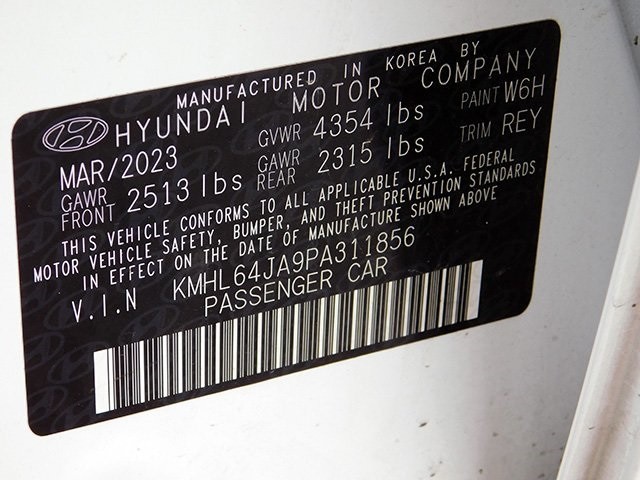 MANUFACTURED IN KOREA BY
HYUNDAI MOTOR COMPANY
MAR/2023 GVWR 4354 lbs PAINT W6H
GAWR FRONT 2513 lbs GAWR REAR 2315 lbs TRIM REY
THIS VEHICLE CONFORMS TO ALL APPLICABLE U.S.A. FEDERAL
MOTOR VEHICLE SAFETY, BUMPER, AND THEFT PREVENTION STANDARDS
IN EFFECT ON THE DATE OF MANUFACTURE SHOWN ABOVE
V.I.N KMHL64JA9PA311856
PASSENGER CAR